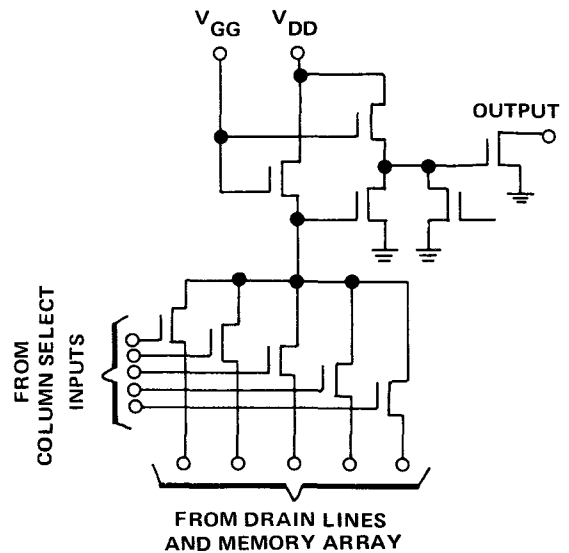 V GG V DD
OUTPUT
FROM
COLUMN SELECT
INPUTS
FROM DRAIN LINES
AND MEMORY ARRAY